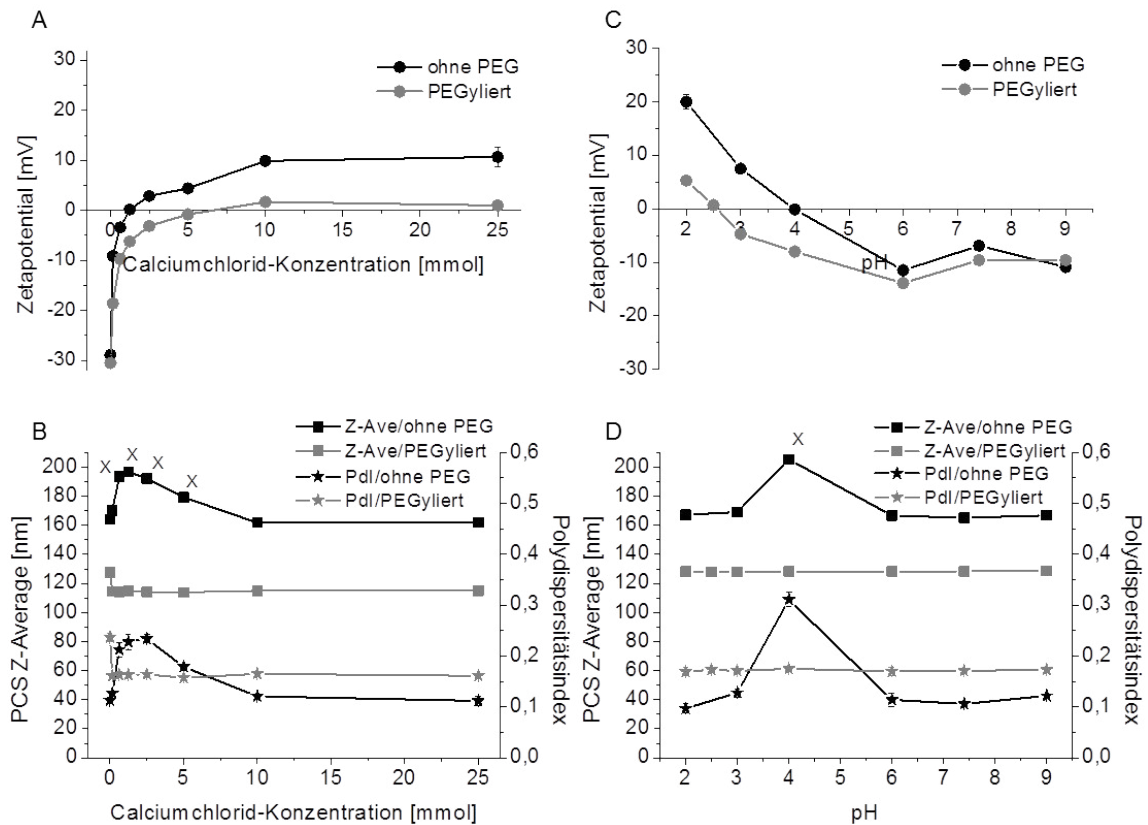 A
30
20
10
0
-10
-20
-30
Zetapotential [mV]
ohne PEG
PEGyliert
0 5 10 15 20 25
Calciumchlorid-Konzentration [mmol]
C
30
20
10
0
-10
-20
-30
Zetapotential [mV]
ohne PEG
PEGyliert
2 3 4 5 6 7 8 9
pH
B
Z-Ave/ohne PEG
Z-Ave/PEGyliert
PdI/ohne PEG
PdI/PEGyliert
X X X X
200
180
160
140
120
100
80
60
40
20
0
PCS Z-Average [nm]
0,6
0,5
0,4
0,3
0,2
0,1
0,0
Polydispersitätsindex
0 5 10 15 20 25
Calciumchlorid-Konzentration [mmol]
D
Z-Ave/ohne PEG
Z-Ave/PEGyliert
PdI/ohne PEG
PdI/PEGyliert
X
200
180
160
140
120
100
80
60
40
20
0
PCS Z-Average [nm]
0,6
0,5
0,4
0,3
0,2
0,1
0,0
Polydispersitätsindex
2 3 4 5 6 7 8 9
pH